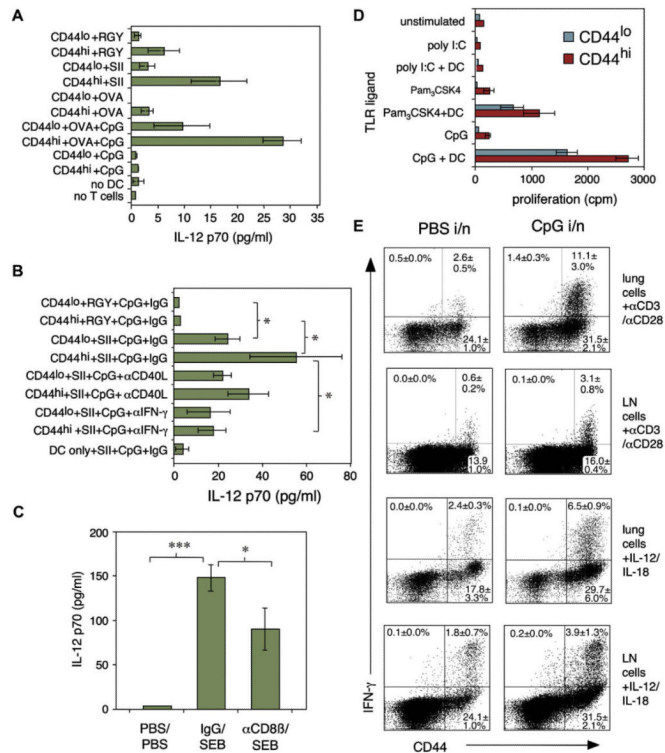 A
CD44lo+RGY
CD44hi+RGY
CD44lo+SII
CD44hi+SII
CD44lo+OVA
CD44hi+OVA
CD44lo+OVA+CpG
CD44hi+OVA+CpG
CD44lo+CpG
CD44hi+CpG
no DC
no T cells
0 5 10 15 20 25 30 35
IL-12 p70 (pg/ml)
B
CD44lo+RGY+CpG+IgG
CD44hi+RGY+CpG+IgG
CD44lo+SII+CpG+IgG
CD44hi+SII+CpG+IgG
CD44lo+SII+CpG+αCD40L
CD44hi+SII+CpG+ αCD40L
CD44lo+SII+CpG+αIFN-γ
CD44hi +SII+CpG+αIFN-γ
DC only+SII+CpG+IgG
*
*
*
0 20 40 60 80
IL-12 p70 (pg/ml)
C
IL-12 p70 (pg/ml)
200
150
100
50
0
***
*
PBS/ IgG/ αCD8ß/
PBS SEB SEB
D
TLR ligand
unstimulated
poly I:C
poly I:C + DC
Pam3CSK4
Pam3CSK4+DC
CpG
CpG + DC
CD44lo
CD44hi
0 1000 2000 3000
proliferation (cpm)
E
PBS i/n CpG i/n
0.5±0.0% 2.6±
0.5%
24.1±
1.0%
1.4±0.3% 11.1±
3.0%
31.5±
2.1%
lung
cells
+αCD3
/αCD28
0.0±0.0% 0.6±
0.2%
13.9
1.0%
0.1±0.0% 3.1±
0.8%
16.0±
0.4%
LN
cells
+αCD3
/αCD28
0.0±0.0% 2.4±0.3%
17.8±
3.3%
0.1±0.0% 6.5±0.9%
29.7±
6.0%
lung
cells
+IL-12/
IL-18
0.1±0.0% 1.8±0.7%
24.1±
1.0%
0.2±0.0% 3.9±1.3%
31.5±
2.1%
LN
cells
+IL-12/
IL-18
IFN-γ
CD44